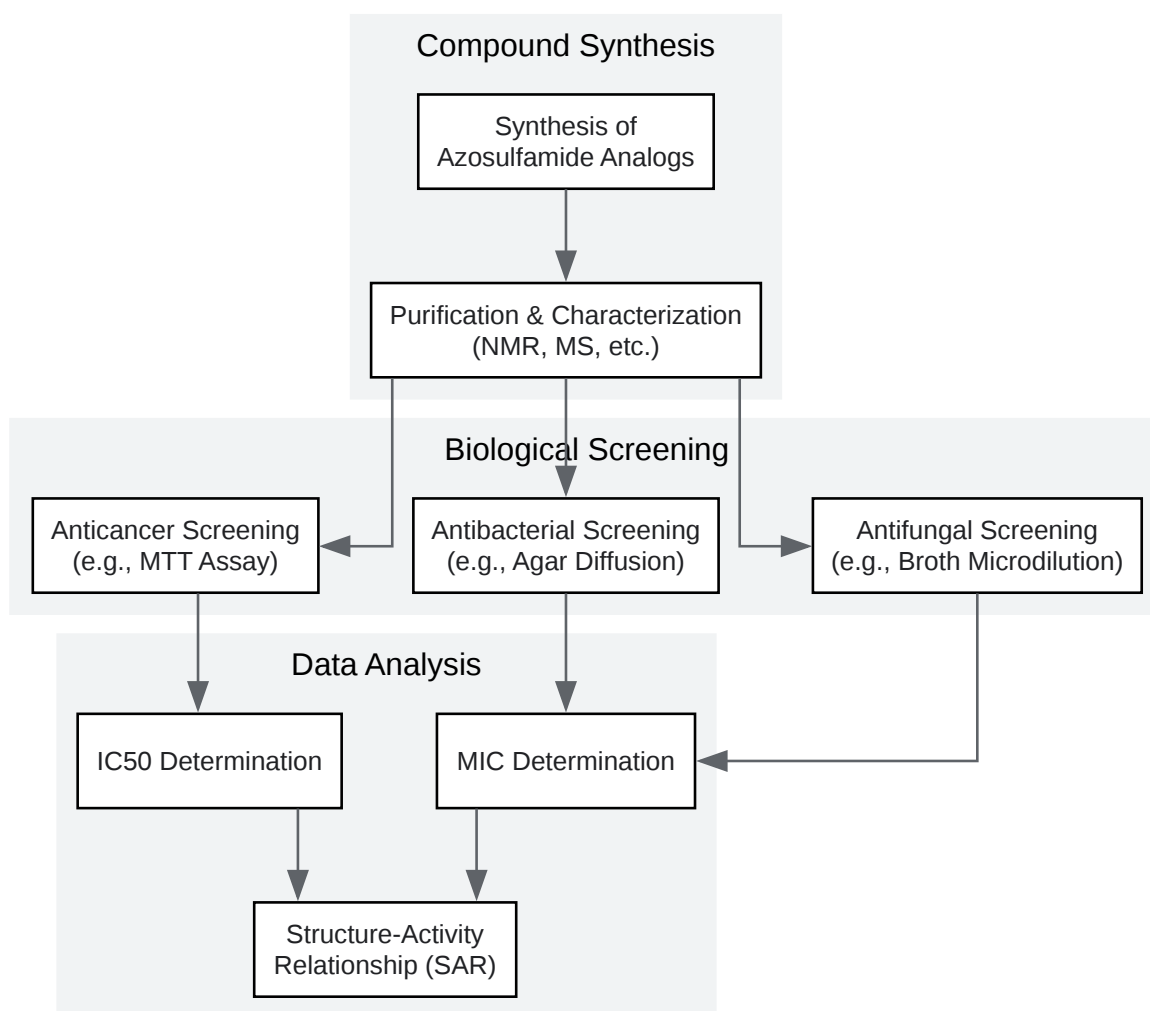 Compound Synthesis
Synthesis of
Azosulfamide Analogs
Purification & Characterization
(NMR, MS, etc.)
Biological Screening
Anticancer Screening
(e.g., MTT Assay)
Antibacterial Screening
(e.g., Agar Diffusion)
Antifungal Screening
(e.g., Broth Microdilution)
Data Analysis
IC50 Determination
MIC Determination
Structure-Activity
Relationship (SAR)